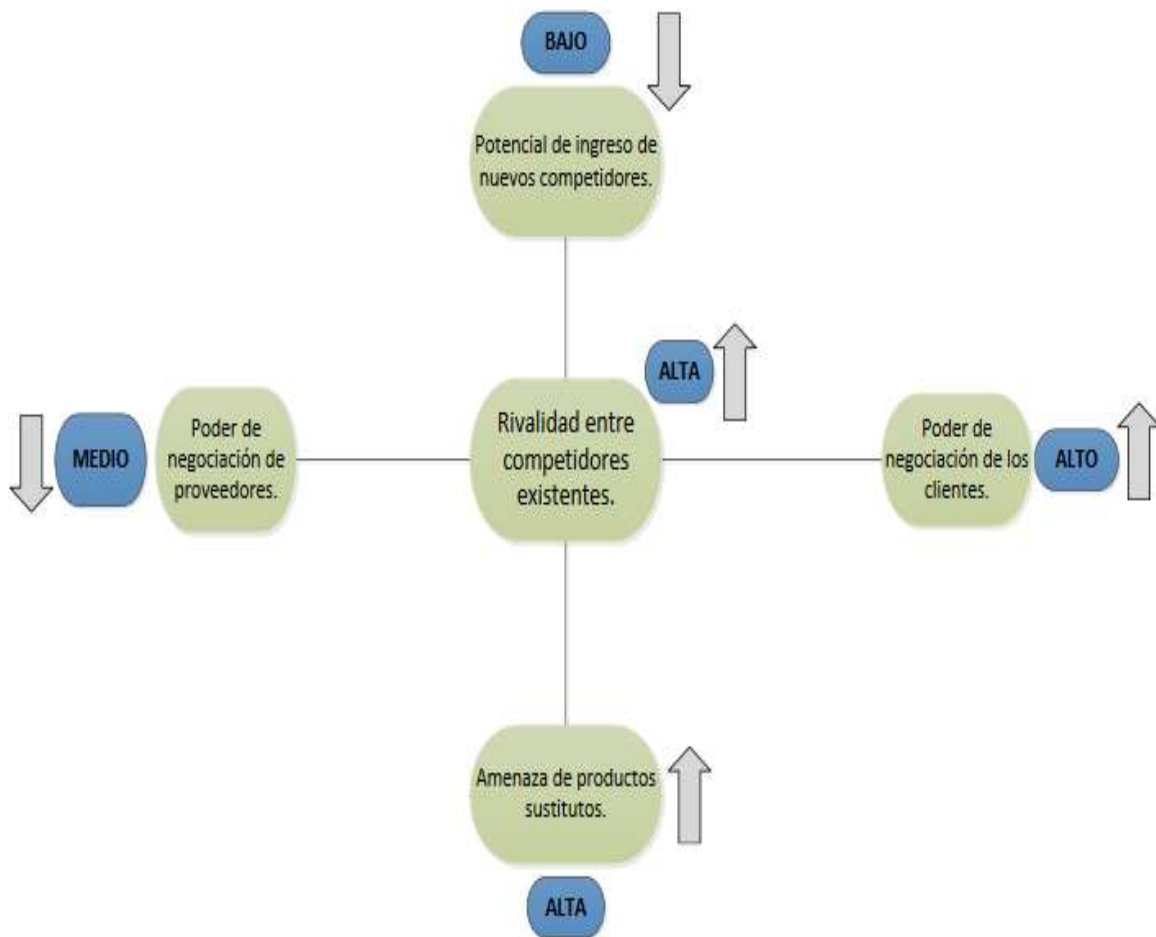 BAJO
Potencial de ingreso de
nuevos competidores.
ALTA
Rivalidad entre
competidores
existentes.
MEDIO
Poder de
negociación de
proveedores.
Poder de
negociación de los
clientes.
ALTO
Amenaza de productos
sustitutos.
ALTA